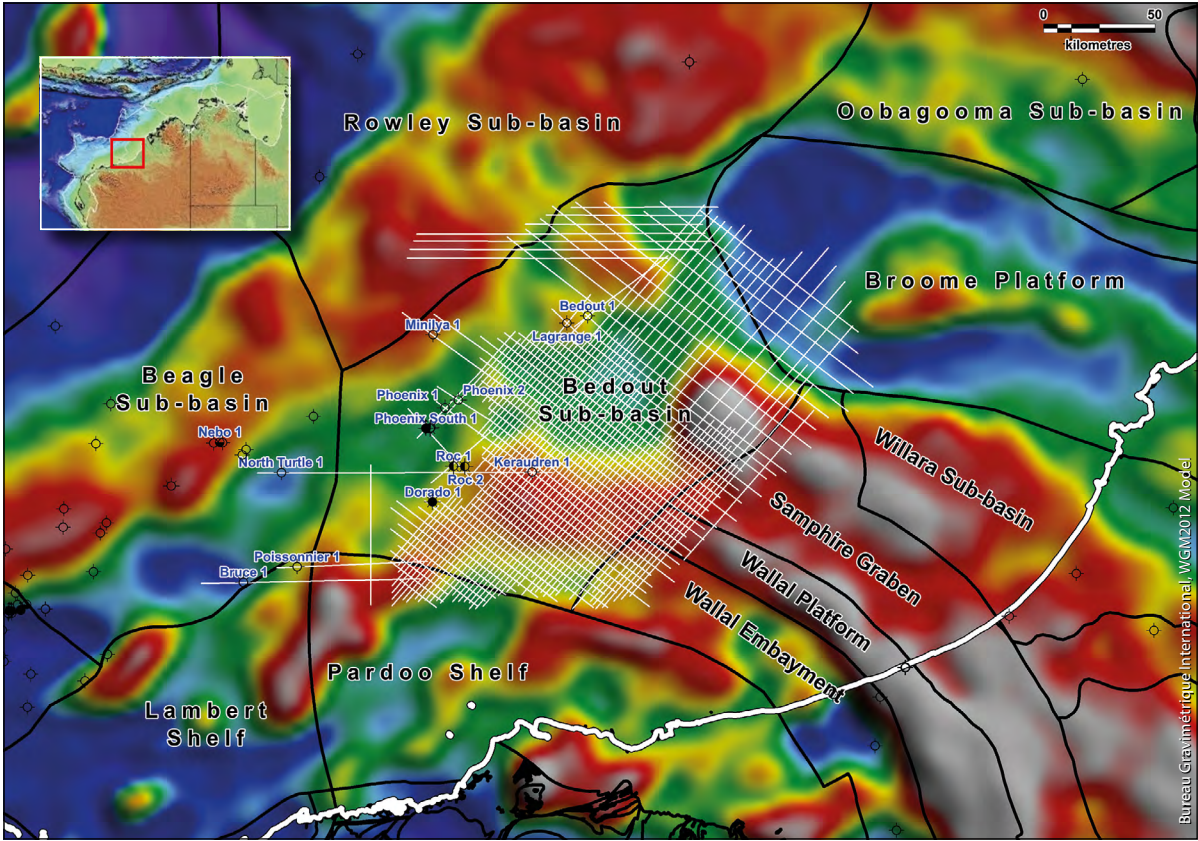 0 50
kilometres
Rowley Sub-basin
Oobagooma Sub-basin
Broome Platform
Bedout 1
Lagrange 1
Minilya 1
Beagle
Sub-basin
Bedout
Sub-basin
Phoenix 1
Phoenix 2
Phoenix South 1
Nebo 1
North Turtle 1
Roc 1
Roc 2
Keraudren 1
Dorado 1
Willara Sub-basin
Samphire Graben
Wallal Platform
Wallal Embayment
Poissonnier 1
Bruce 1
Pardoo Shelf
Lambert
Shelf
Bureau Gravimétrique International, WGM2012 Model